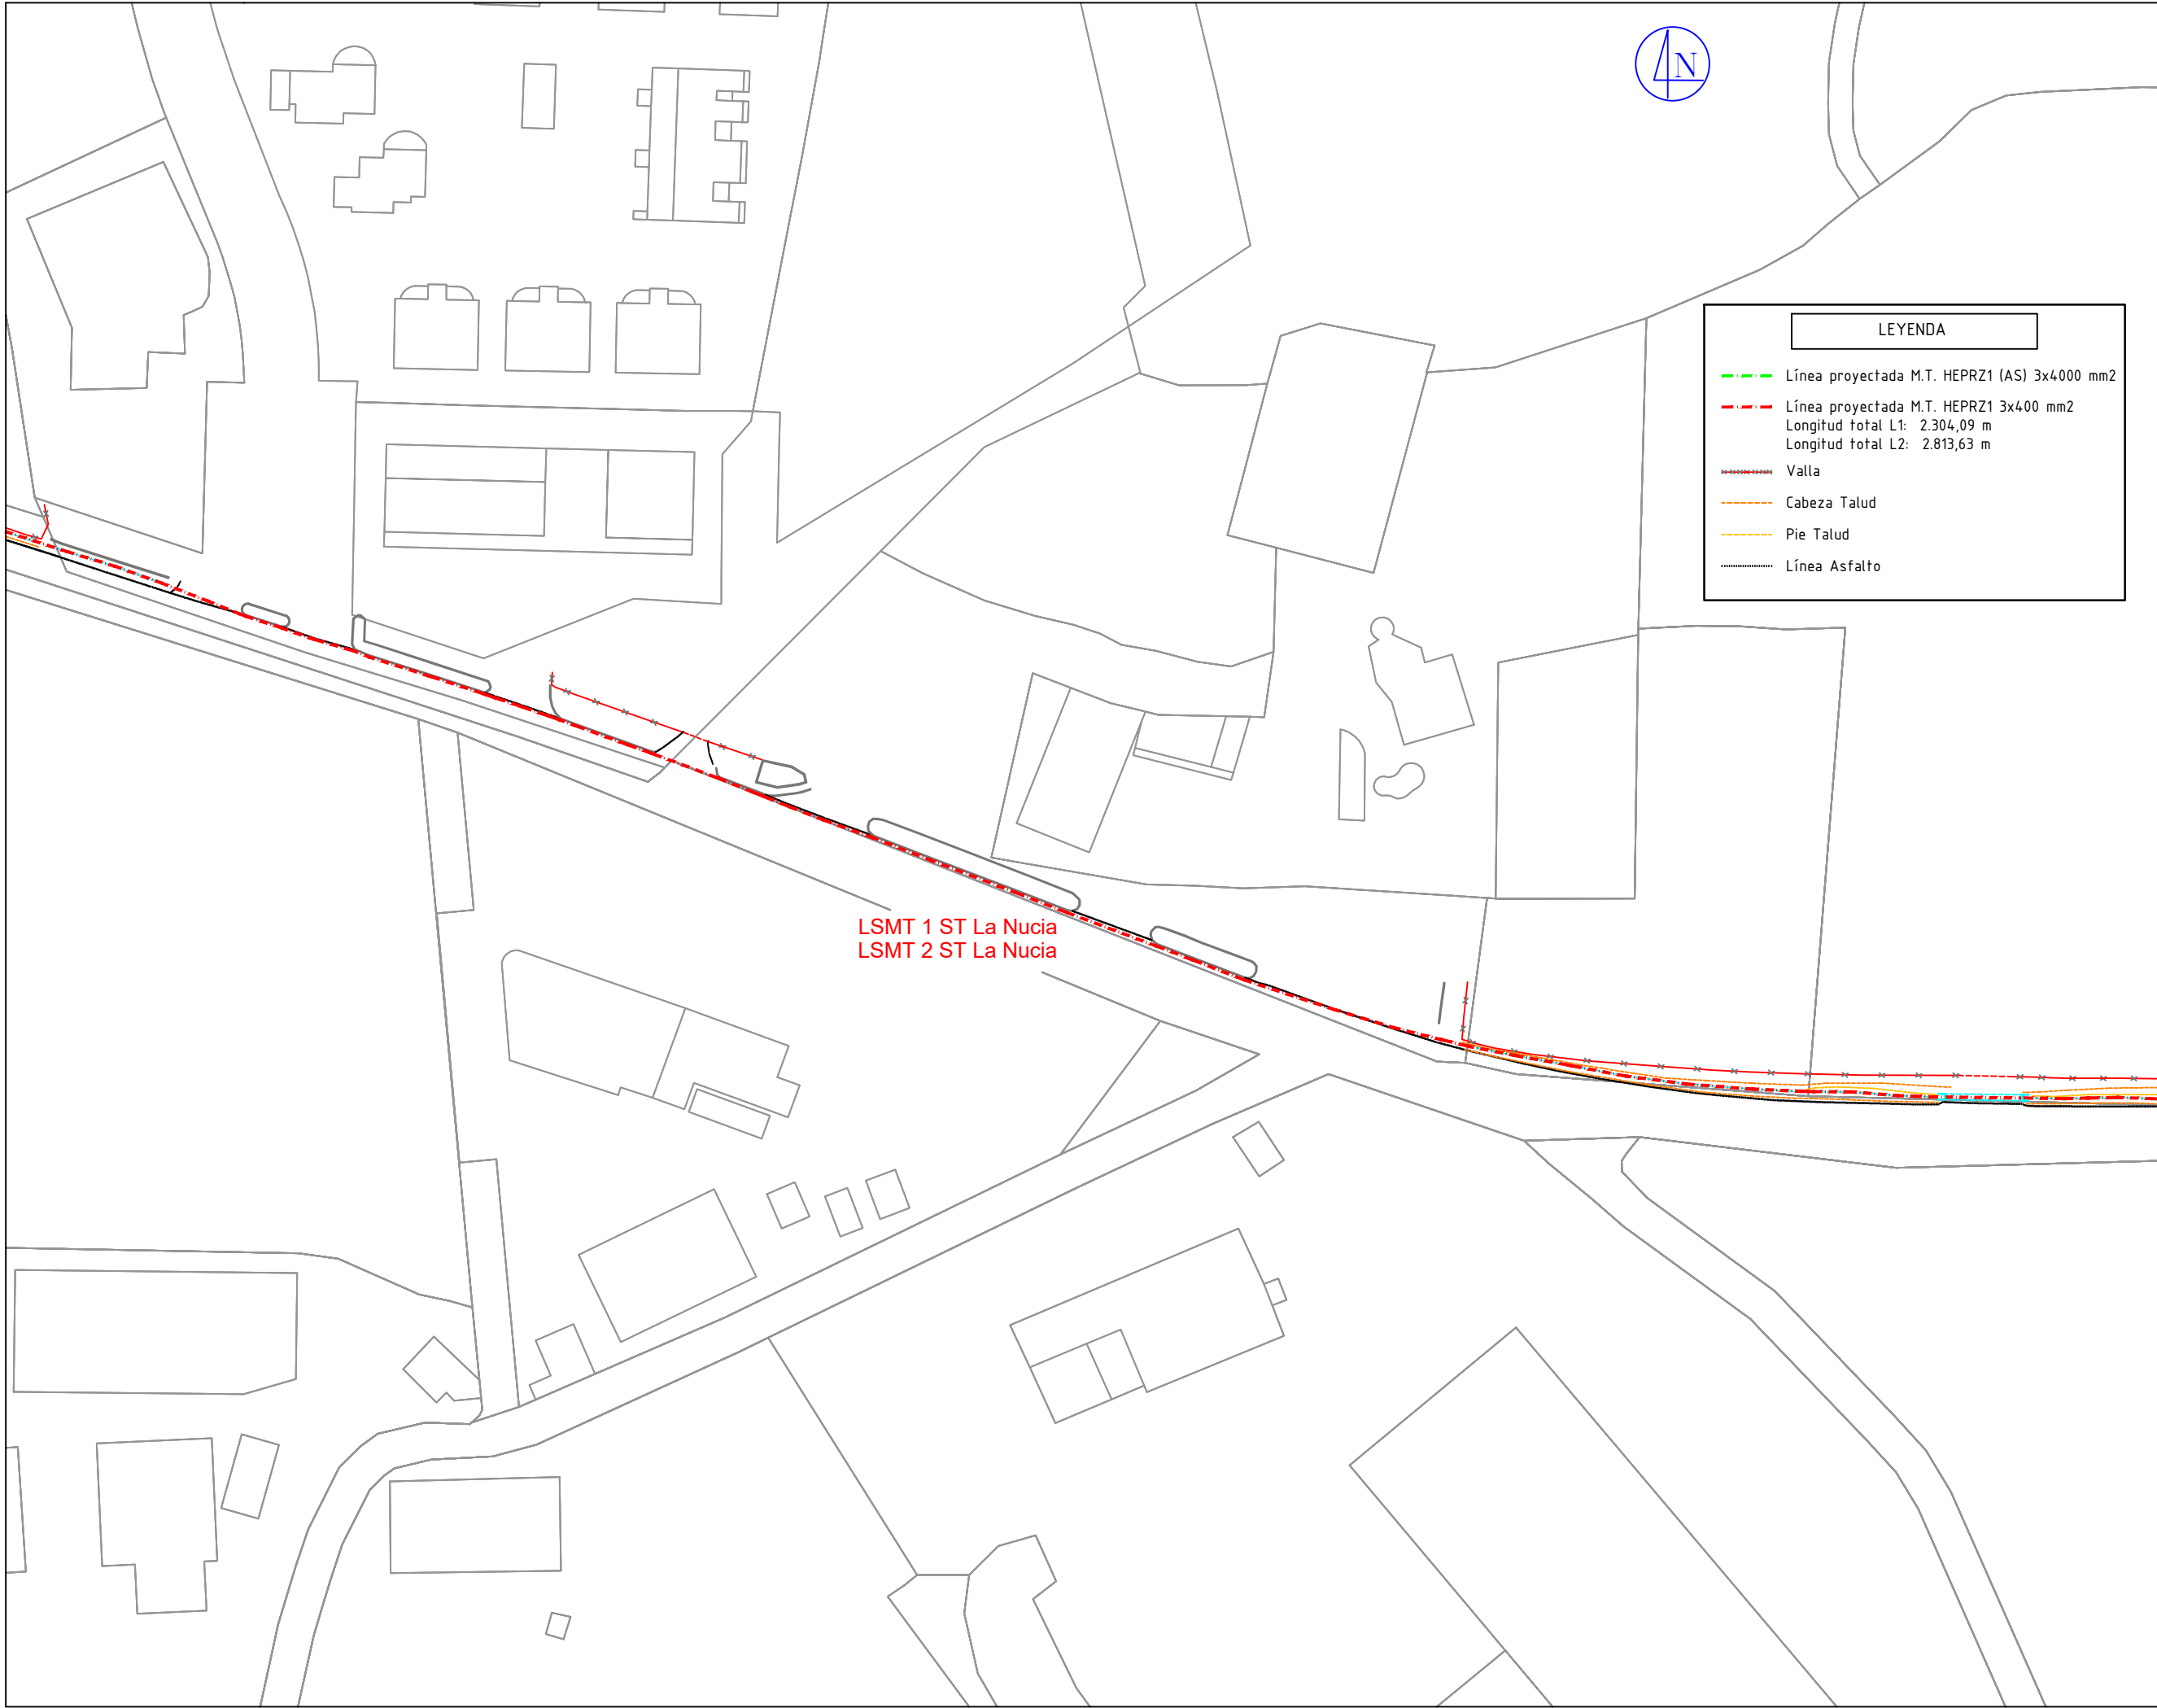 N
LEYENDA
Línea proyectada M.T. HEPRZ1 (AS) 3x4000 mm2
Línea proyectada M.T. HEPRZ1 3x400 mm2
Longitud total L1: 2.304,09 m
Longitud total L2: 2.813,63 m
Valla
Cabeza Talud
Pie Talud
Línea Asfalto
LSMT 1 ST La Nucia
LSMT 2 ST La Nucia